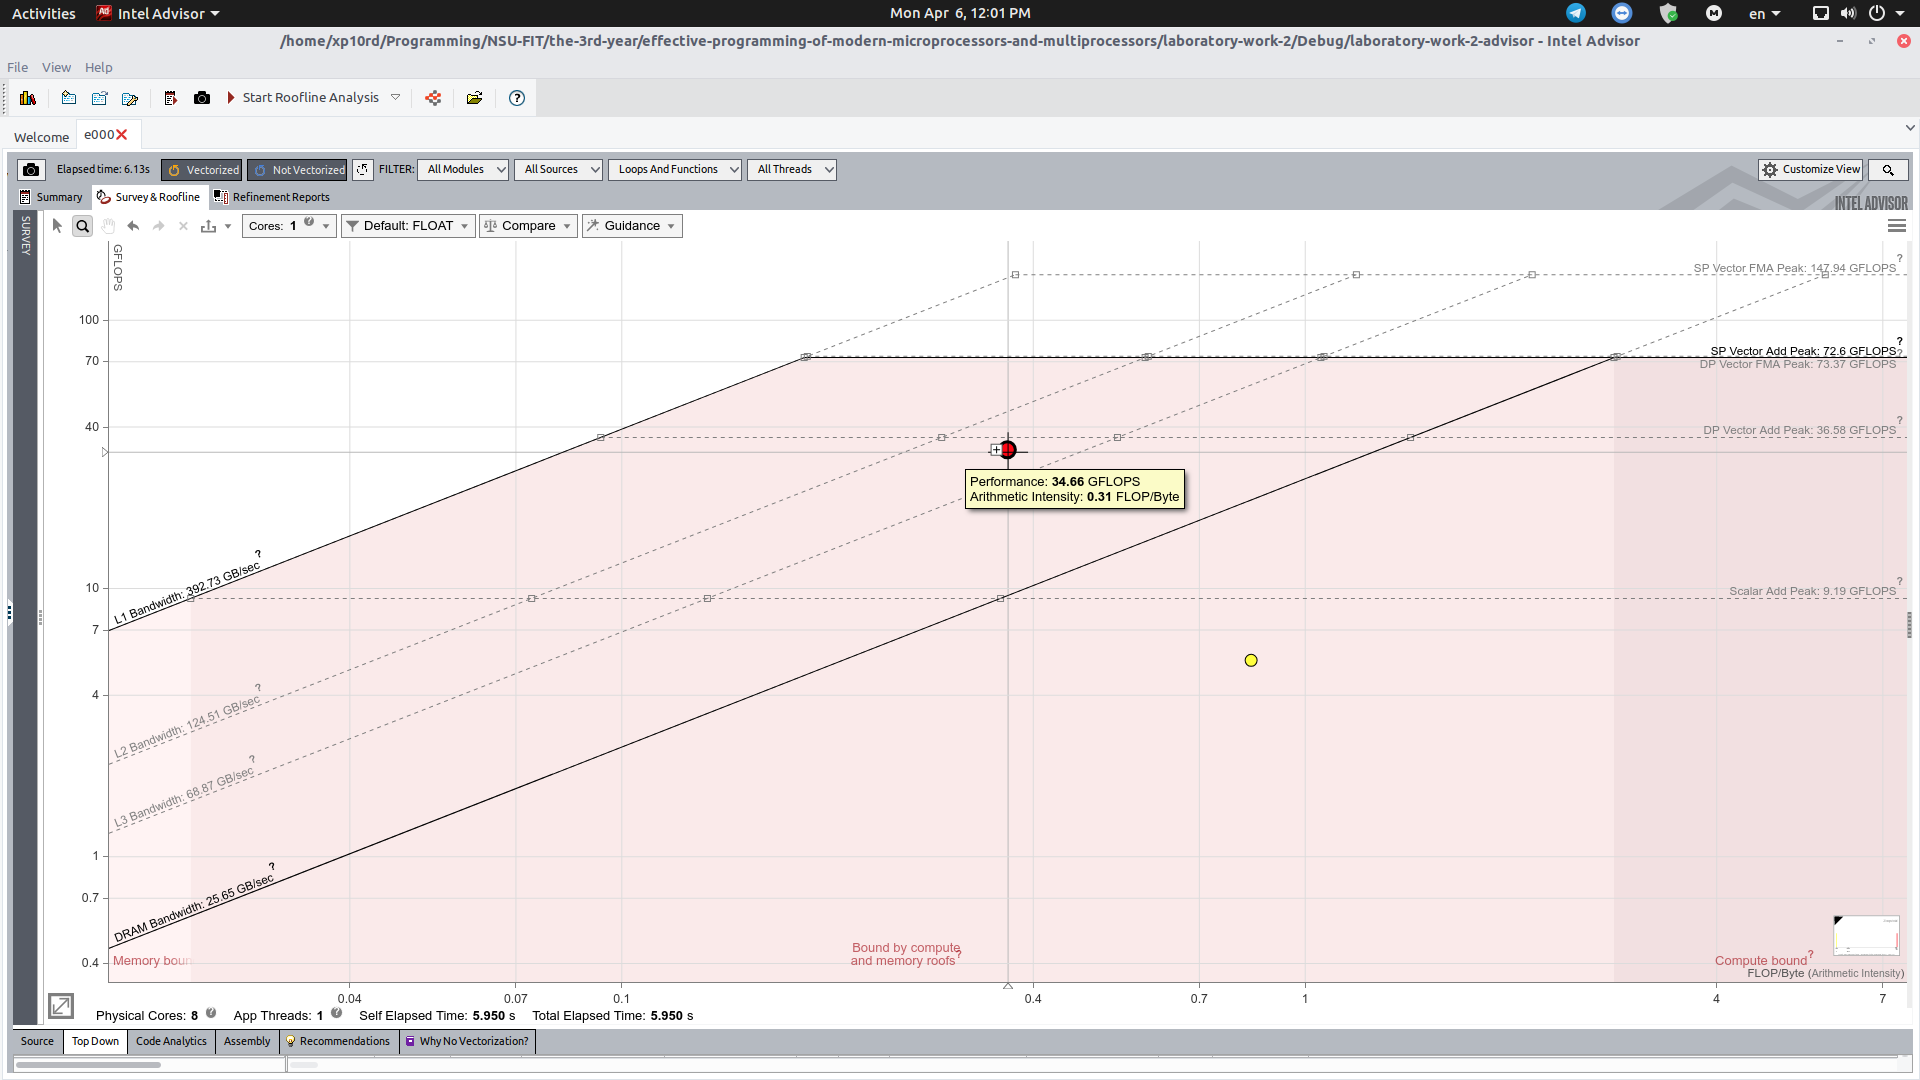 Activities Intel Advisor Mon Apr 6, 12:01 PM en
/home/xp10rd/Programming/NSU-FIT/the-3rd-year/effective-programming-of-modern-microprocessors-and-multiprocessors/laboratory-work-2/Debug/laboratory-work-2-advisor - Intel Advisor
File View Help
Start Roofline Analysis
Welcome e000
Elapsed time: 6.13s Vectorized Not Vectorized FILTER: All Modules All Sources Loops And Functions All Threads Customize View
Summary Survey & Roofline Refinement Reports INTEL ADVISOR
SURVEY
Cores: 1 ? Default: FLOAT Compare Guidance
GFLOPS
SP Vector FMA Peak: 147.94 GFLOPS ?
100
SP Vector Add Peak: 72.6 GFLOPS ?
70
DP Vector FMA Peak: 73.37 GFLOPS ?
40
DP Vector Add Peak: 36.58 GFLOPS ?
Performance: 34.66 GFLOPS
Arithmetic Intensity: 0.31 FLOP/Byte
L1 Bandwidth: 392.73 GB/sec ?
10
Scalar Add Peak: 9.19 GFLOPS ?
7
4
L2 Bandwidth: 124.51 GB/sec ?
L3 Bandwidth: 68.87 GB/sec ?
1
0.7
DRAM Bandwidth: 25.65 GB/sec ?
0.4
Memory boun
Bound by compute
and memory roofs ?
Compute bound ?
FLOP/Byte (Arithmetic Intensity)
0.04 0.07 0.1 0.4 0.7 1 4 7
Physical Cores: 8 ? App Threads: 1 ? Self Elapsed Time: 5.950 s Total Elapsed Time: 5.950 s
Source Top Down Code Analytics Assembly Recommendations Why No Vectorization?